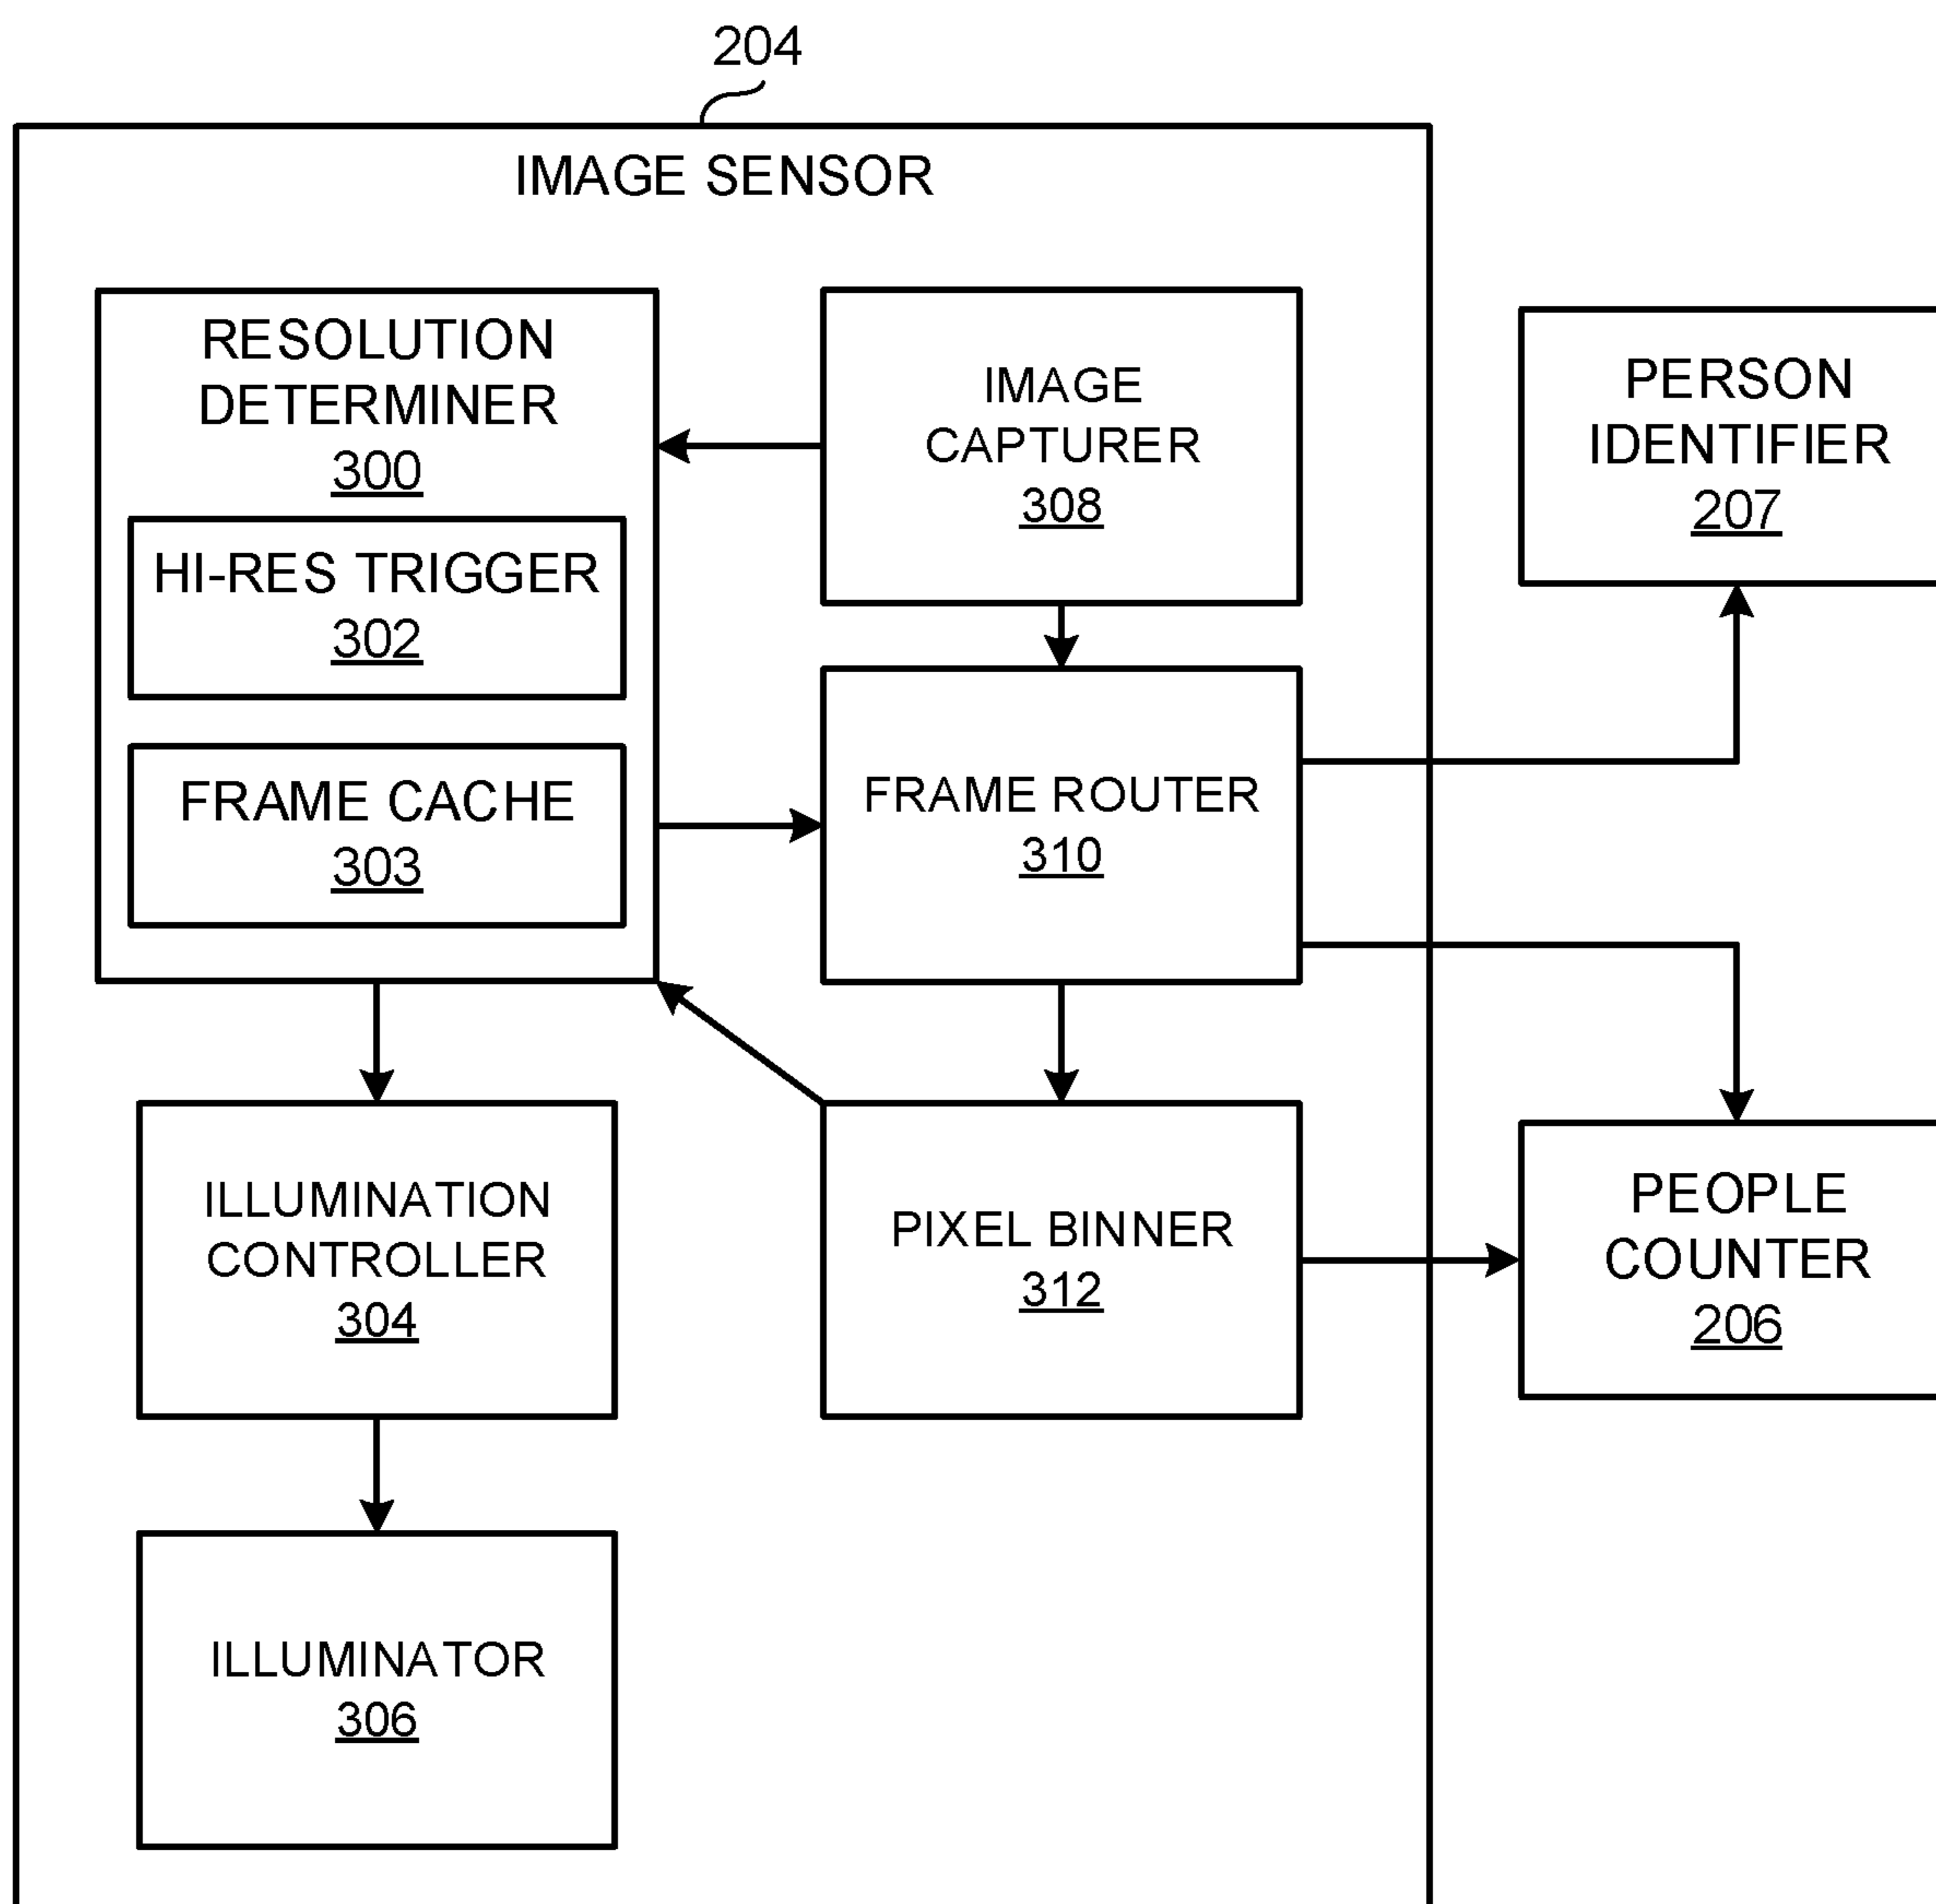 204
IMAGE SENSOR
RESOLUTION
DETERMINER
300
HI-RES TRIGGER
302
FRAME CACHE
303
IMAGE
CAPTURER
308
PERSON
IDENTIFIER
207
FRAME ROUTER
310
ILLUMINATION
CONTROLLER
304
PIXEL BINNER
312
PEOPLE
COUNTER
206
ILLUMINATOR
306